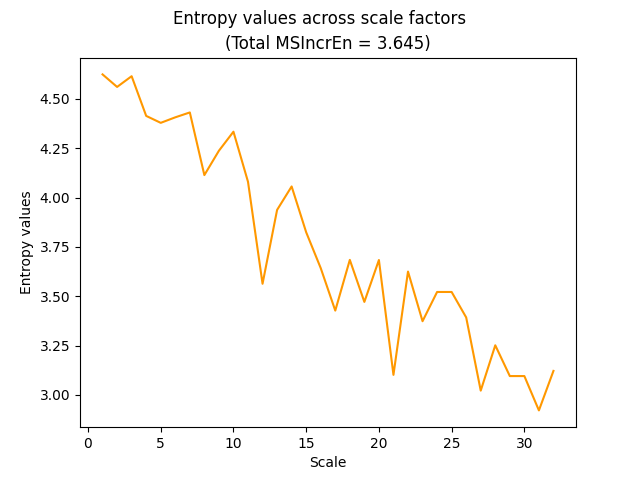 Entropy values across scale factors
(Total MSIncrEn = 3.645)
Entropy values
4.50
4.25
4.00
3.75
3.50
3.25
3.00
0 5 10 15 20 25 30
Scale